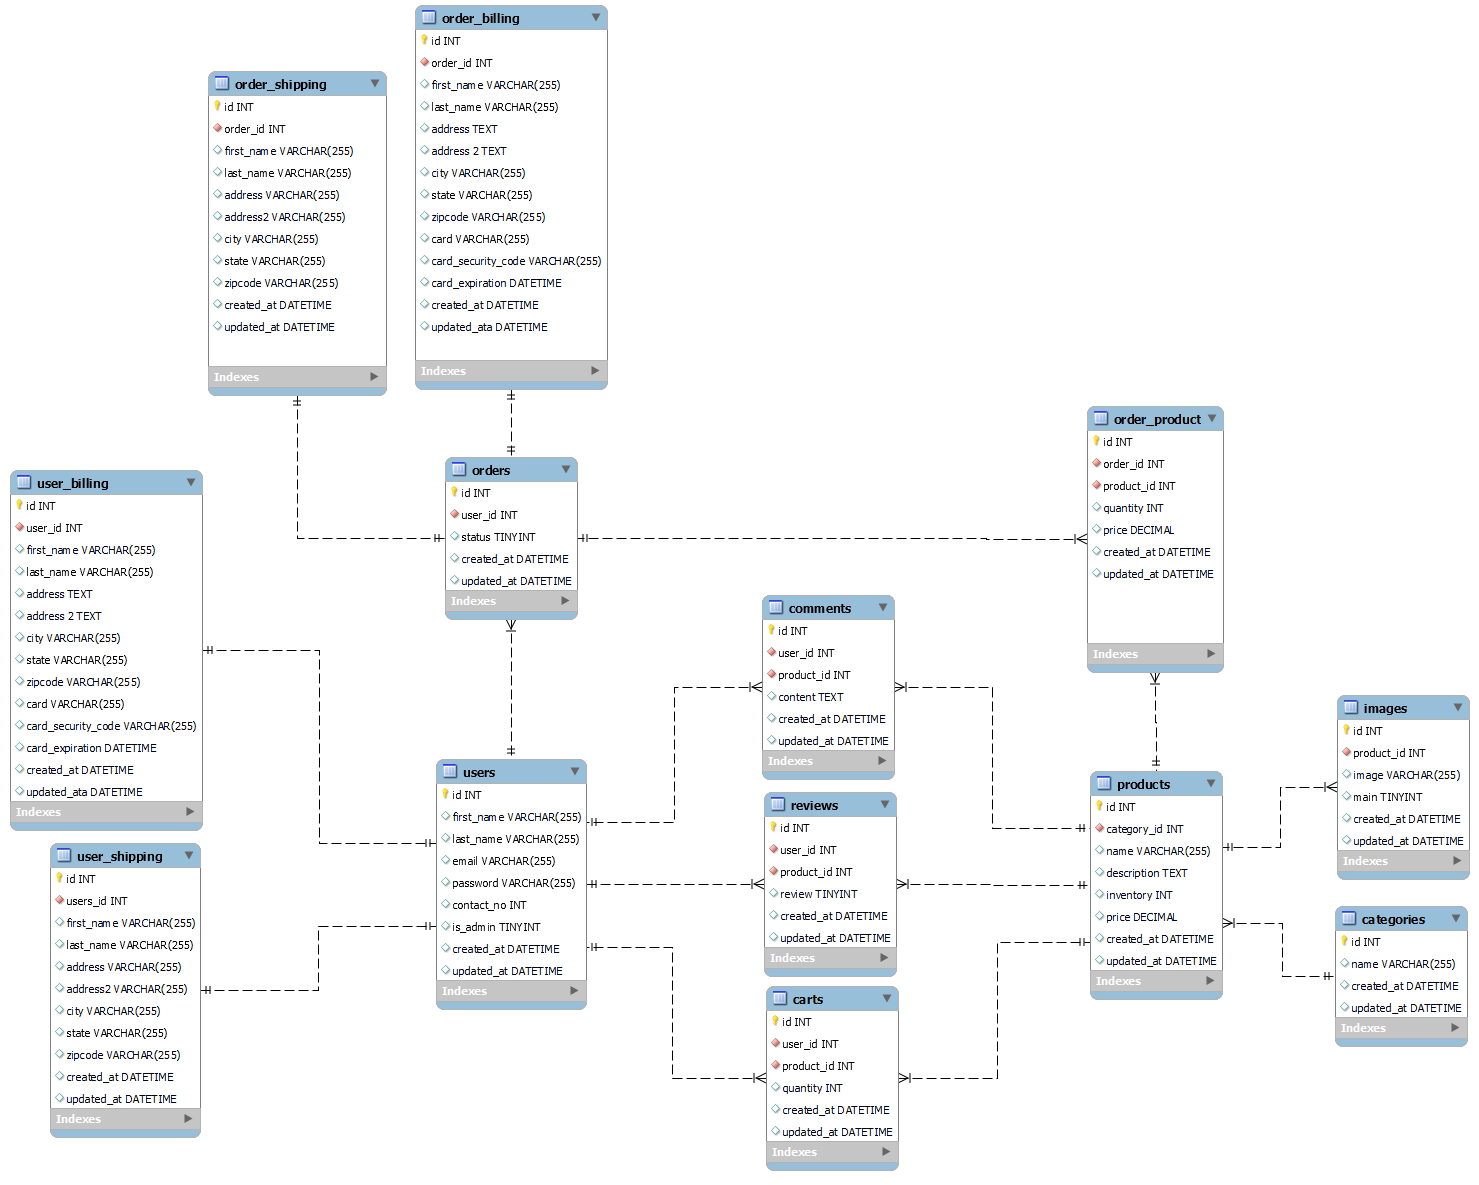 order_billing
id INT
order_id INT
first_name VARCHAR(255)
last_name VARCHAR(255)
address TEXT
address 2 TEXT
city VARCHAR(255)
state VARCHAR(255)
zipcode VARCHAR(255)
card VARCHAR(255)
card_security_code VARCHAR(255)
card_expiration DATETIME
created_at DATETIME
updated_ata DATETIME
Indexes
order_shipping
id INT
order_id INT
first_name VARCHAR(255)
last_name VARCHAR(255)
address VARCHAR(255)
address2 VARCHAR(255)
city VARCHAR(255)
state VARCHAR(255)
zipcode VARCHAR(255)
created_at DATETIME
updated_at DATETIME
Indexes
order_product
id INT
order_id INT
product_id INT
quantity INT
price DECIMAL
created_at DATETIME
updated_at DATETIME
Indexes
orders
id INT
user_id INT
status TINYINT
created_at DATETIME
updated_at DATETIME
Indexes
user_billing
id INT
user_id INT
first_name VARCHAR(255)
last_name VARCHAR(255)
address TEXT
address 2 TEXT
city VARCHAR(255)
state VARCHAR(255)
zipcode VARCHAR(255)
card VARCHAR(255)
card_security_code VARCHAR(255)
card_expiration DATETIME
created_at DATETIME
updated_ata DATETIME
Indexes
comments
id INT
user_id INT
product_id INT
content TEXT
created_at DATETIME
updated_at DATETIME
Indexes
images
id INT
product_id INT
image VARCHAR(255)
main TINYINT
created_at DATETIME
updated_at DATETIME
Indexes
users
id INT
first_name VARCHAR(255)
last_name VARCHAR(255)
email VARCHAR(255)
password VARCHAR(255)
contact_no INT
is_admin TINYINT
created_at DATETIME
updated_at DATETIME
Indexes
products
id INT
category_id INT
name VARCHAR(255)
description TEXT
inventory INT
price DECIMAL
created_at DATETIME
updated_at DATETIME
Indexes
reviews
id INT
user_id INT
product_id INT
review TINYINT
created_at DATETIME
updated_at DATETIME
Indexes
user_shipping
id INT
users_id INT
first_name VARCHAR(255)
last_name VARCHAR(255)
address VARCHAR(255)
address2 VARCHAR(255)
city VARCHAR(255)
state VARCHAR(255)
zipcode VARCHAR(255)
created_at DATETIME
updated_at DATETIME
Indexes
categories
id INT
name VARCHAR(255)
created_at DATETIME
updated_at DATETIME
Indexes
carts
id INT
user_id INT
product_id INT
quantity INT
created_at DATETIME
updated_at DATETIME
Indexes